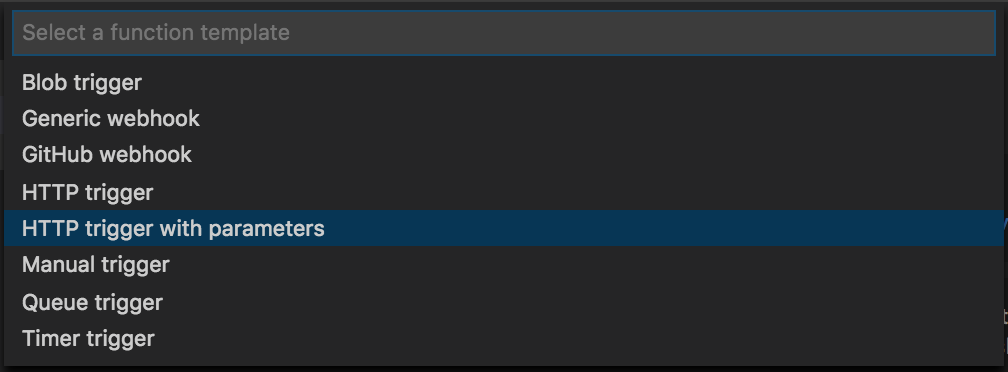 Select a function template
Blob trigger
Generic webhook
GitHub webhook
HTTP trigger
HTTP trigger with parameters
Manual trigger
Queue trigger
Timer trigger